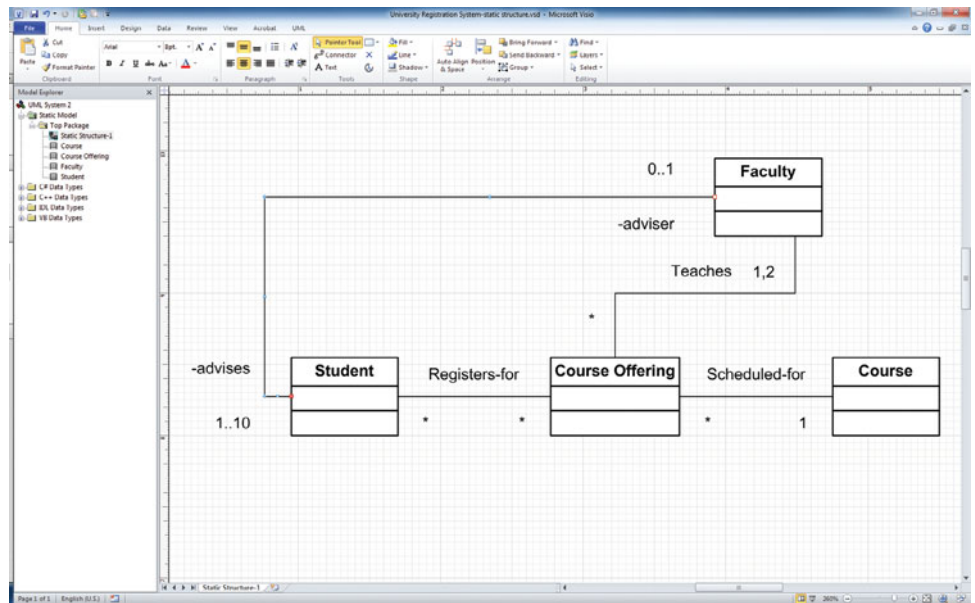 University Registration System-static structure.vsd - Microsoft Visio
File Home Insert Design Data Review View Acrobat UML
Cut
Copy
Format Painter
Paste
Clipboard
Arial 8pt.
Font
Paragraph
Pointer Tool
Connector
Text
Tools
Fill
Line
Shadow
Shape
Auto Align & Space
Position
Bring Forward
Send Backward
Group
Arrange
Find
Layers
Select
Editing
Model Explorer
UML System 2
Static Model
Top Package
Static Structure-1
Course
Course Offering
Faculty
Student
C# Data Types
C++ Data Types
IDL Data Types
VB Data Types
0..1
Faculty
-adviser
Teaches 1,2
*
-advises
Student
Registers-for
Course Offering
Scheduled-for
Course
1..10
* *
* 1
Static Structure-1
Page 1 of 1 English (U.S.)
260%